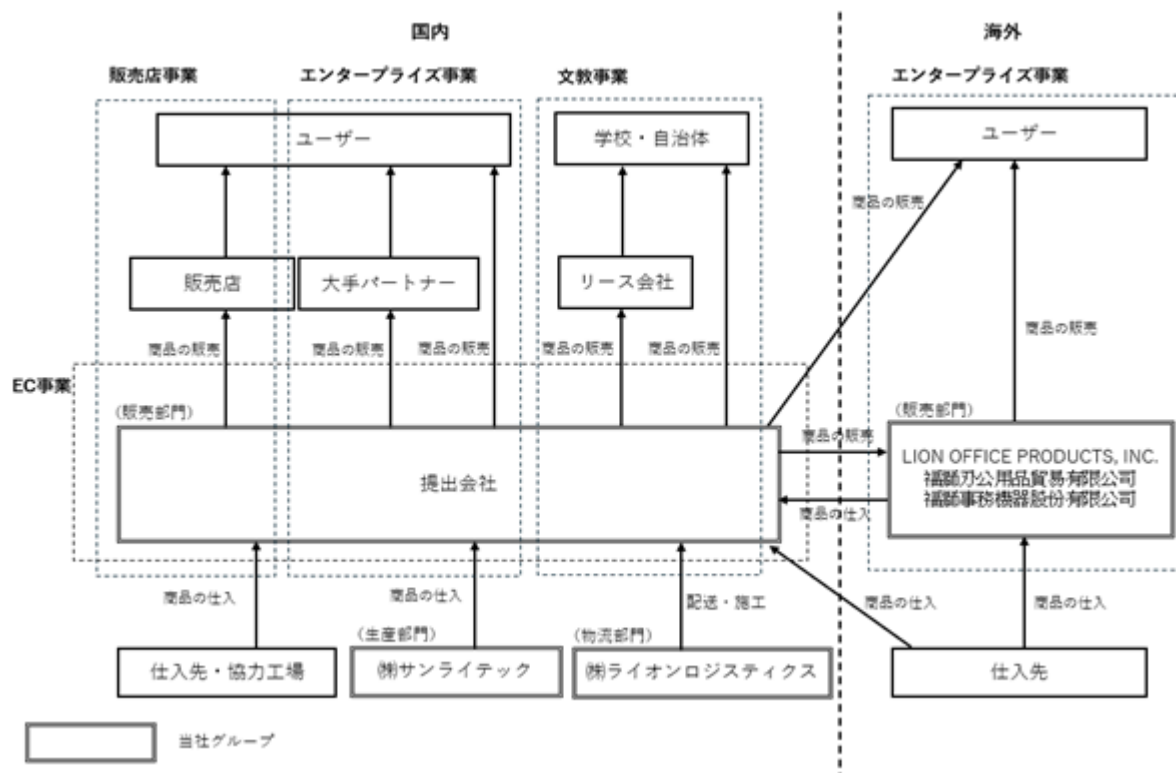 国内
海外
販売店事業
エンタープライズ事業
文教事業
エンタープライズ事業
ユーザー
学校・自治体
ユーザー
商品の販売
販売店
大手パートナー
リース会社
商品の販売
商品の販売
商品の販売
商品の販売
商品の販売
商品の販売
EC事業
(販売部門)
(販売部門)
商品の販売
提出会社
LION OFFICE PRODUCTS, INC.
福獅刃公用品貿易有限公司
福獅事務機器股份有限公司
商品の仕入
商品の仕入
商品の仕入
配送・施工
商品の仕入
商品の仕入
(生産部門)
(物流部門)
仕入先・協力工場
㈱サンライテック
㈱ライオンロジスティクス
仕入先
当社グループ